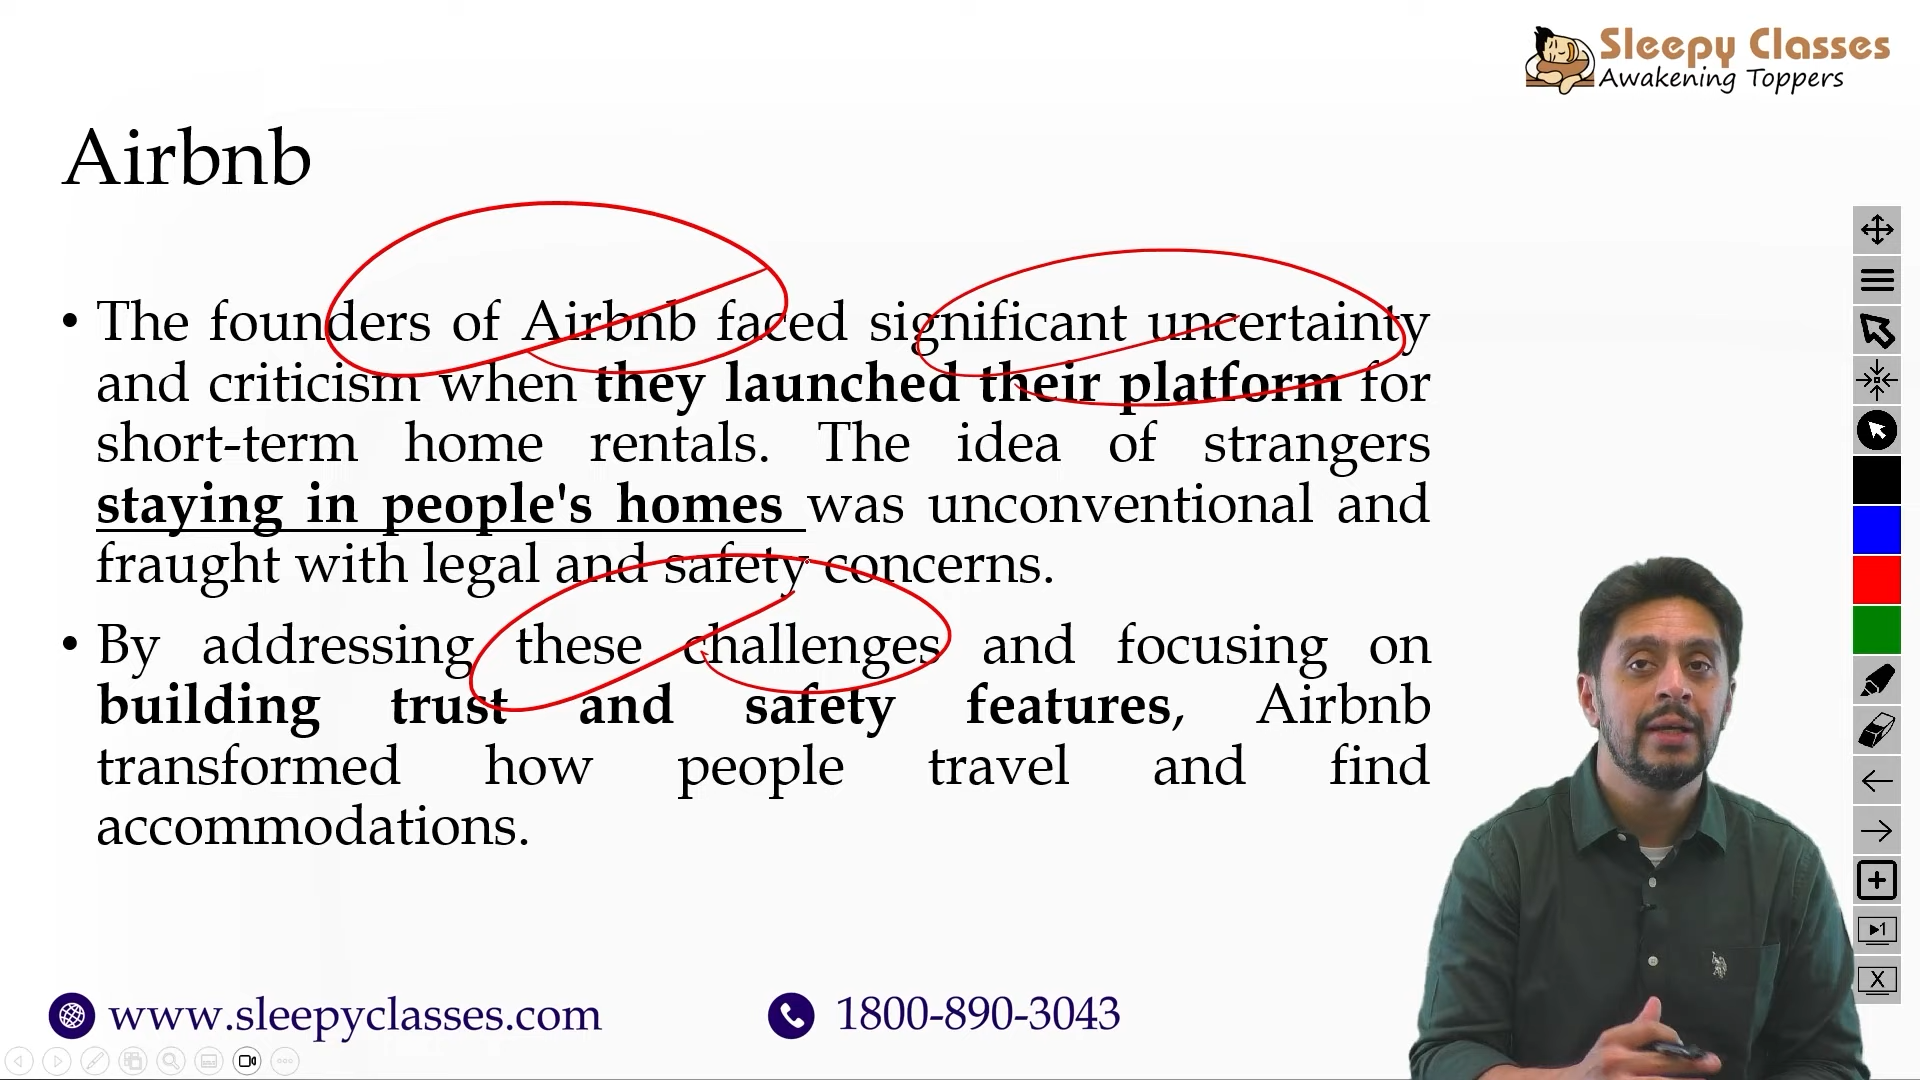 Sleepy Classes
Awakening Toppers
Airbnb
• The founders of Airbnb faced significant uncertainty
and criticism when they launched their platform for
short-term home rentals. The idea of strangers
staying in people's homes was unconventional and
fraught with legal and safety concerns.
• By addressing these challenges and focusing on
building trust and safety features, Airbnb
transformed how people travel and find
accommodations.
www.sleepyclasses.com
1800-890-3043